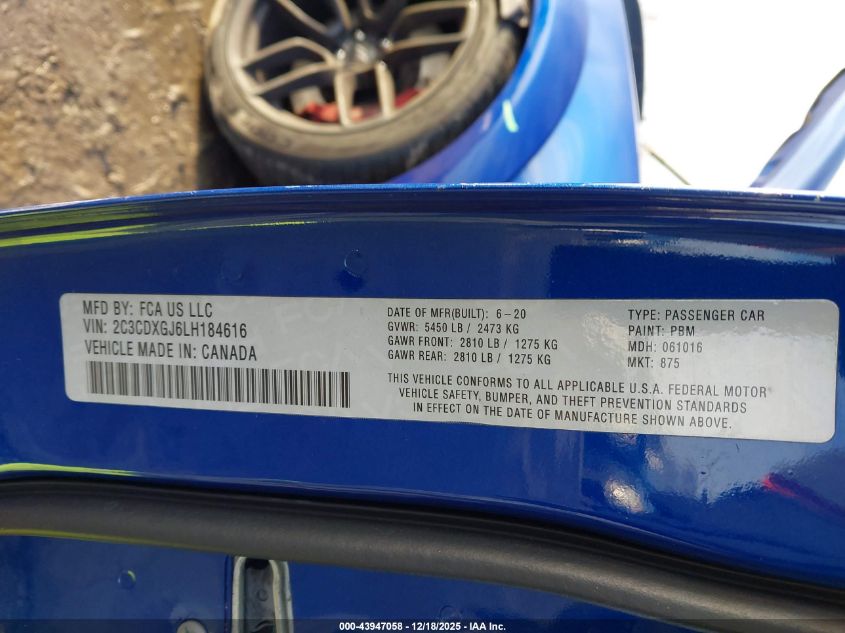 MFD BY: FCA US LLC
VIN: 2C3CDXGJ6LH184616
VEHICLE MADE IN: CANADA
DATE OF MFR(BUILT): 6-20
GVWR: 5450 LB / 2473 KG
GAWR FRONT: 2810 LB / 1275 KG
GAWR REAR: 2810 LB / 1275 KG
TYPE: PASSENGER CAR
PAINT: PBM
MDH: 061016
MKT: 875
THIS VEHICLE CONFORMS TO ALL APPLICABLE U.S.A. FEDERAL MOTOR
VEHICLE SAFETY, BUMPER, AND THEFT PREVENTION STANDARDS
IN EFFECT ON THE DATE OF MANUFACTURE SHOWN ABOVE.
000-43947058 - 12/18/2025 - IAA Inc.